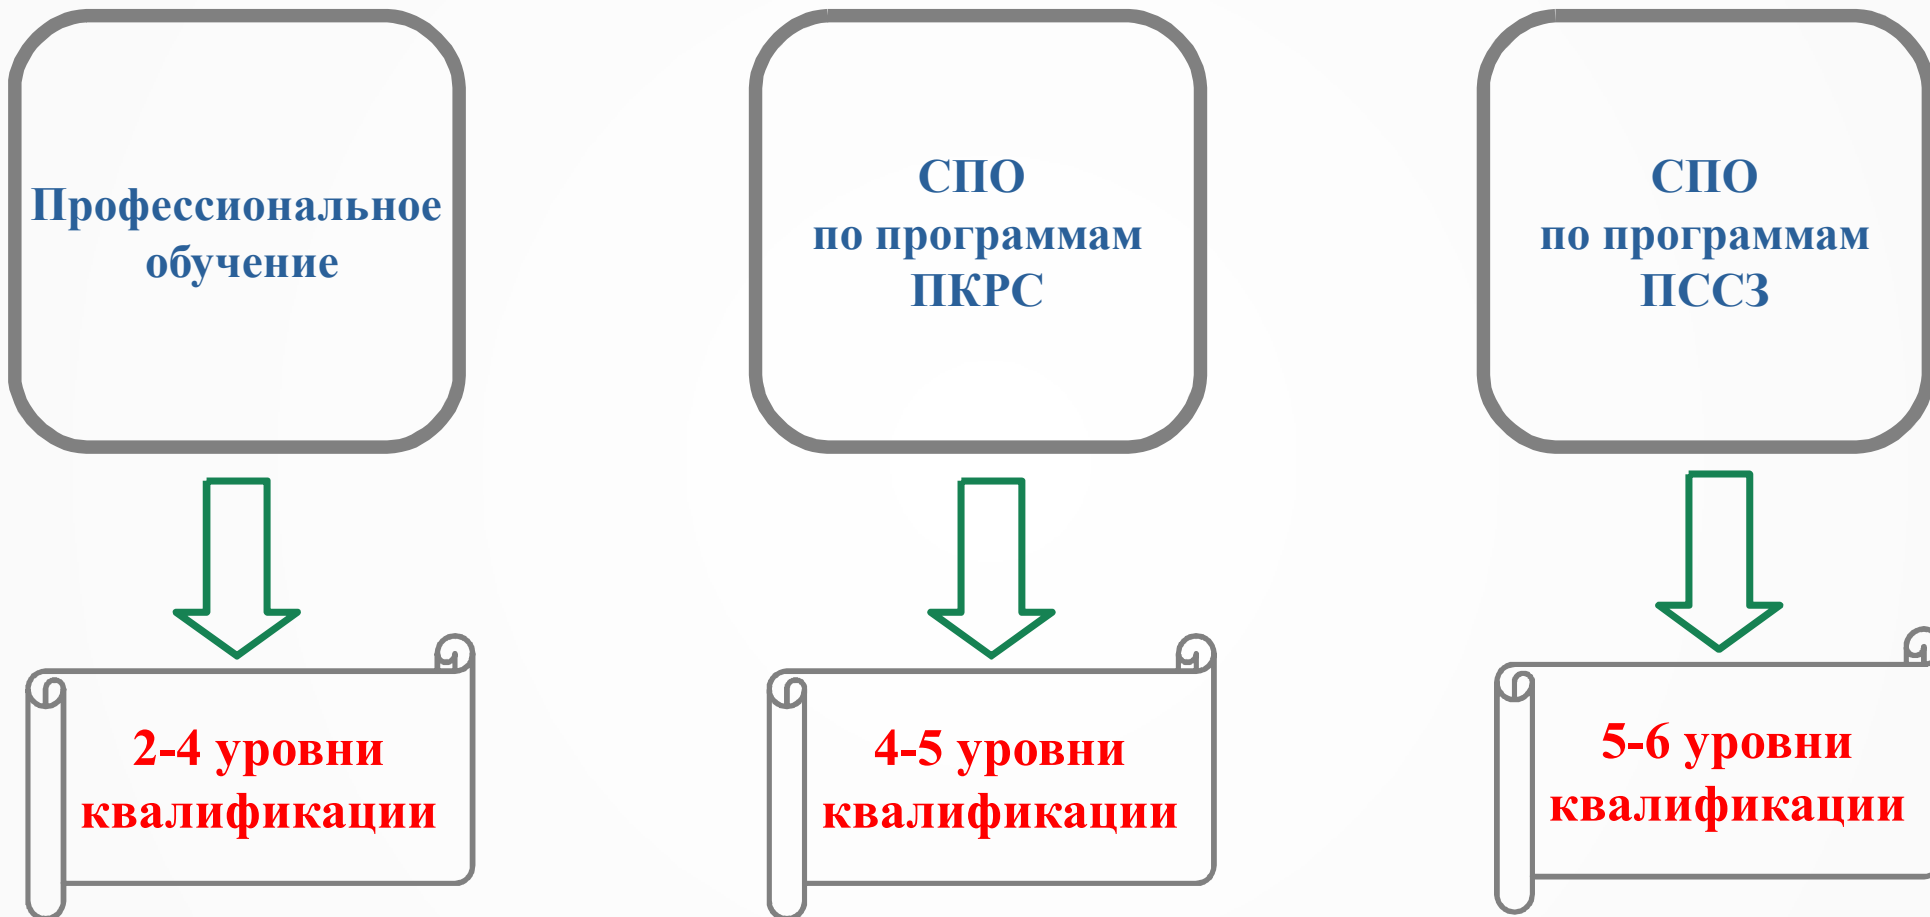 Профессиональное
обучение
СПО
по программам
ПКРС
СПО
по программам
ПССЗ
2-4 уровни
квалификации
4-5 уровни
квалификации
5-6 уровни
квалификации